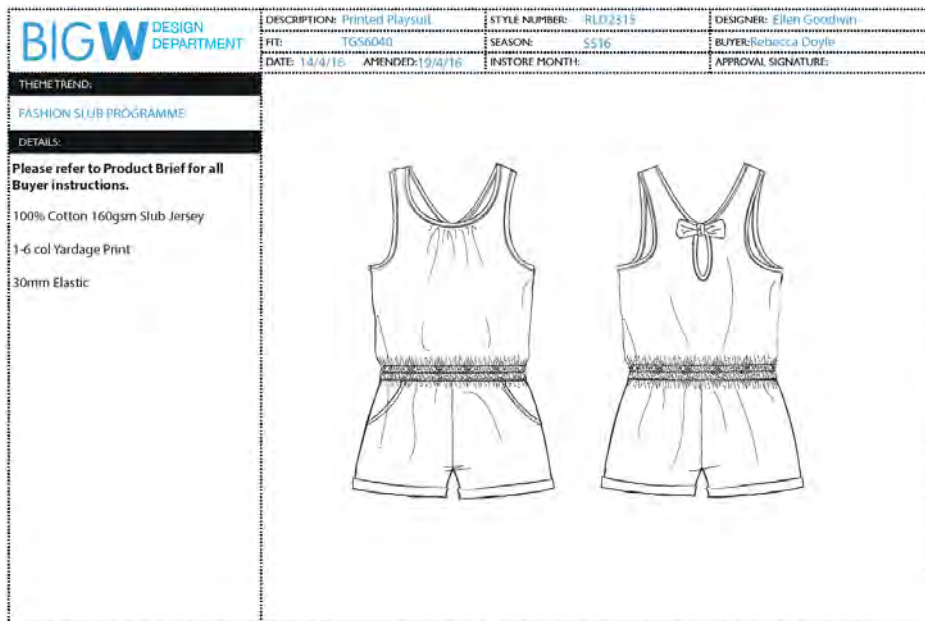 BIGW DESIGN DEPARTMENT
DESCRIPTION: Printed Playsuit
STYLE NUMBER: RLD2315
DESIGNER: Ellen Goodwin
FIT: TGS6040
SEASON: SS16
BUYER:Rebecca Doyle
DATE: 14/4/16 AMENDED:19/4/16
INSTORE MONTH:
APPROVAL SIGNATURE:
THEME TREND:
FASHION SLUB PROGRAMME
DETAILS:
Please refer to Product Brief for all
Buyer instructions.
100% Cotton 160gsm Slub Jersey
1-6 col Yardage Print
30mm Elastic